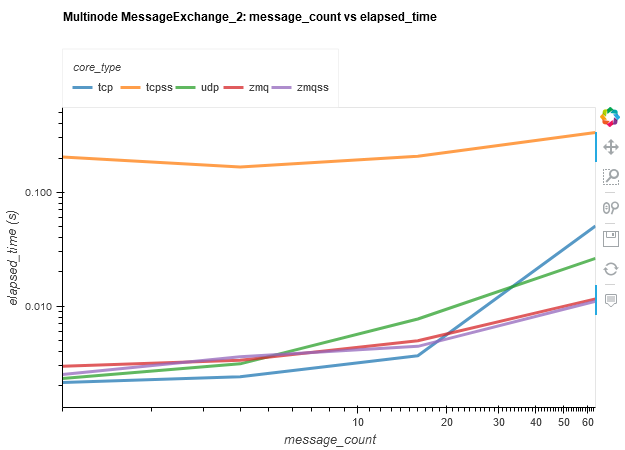 Multinode MessageExchange_2: message_count vs elapsed_time
core_type
tcp tcpss udp zmq zmqss
elapsed_time (s)
0.100
0.010
10 20 30 40 50 60
message_count